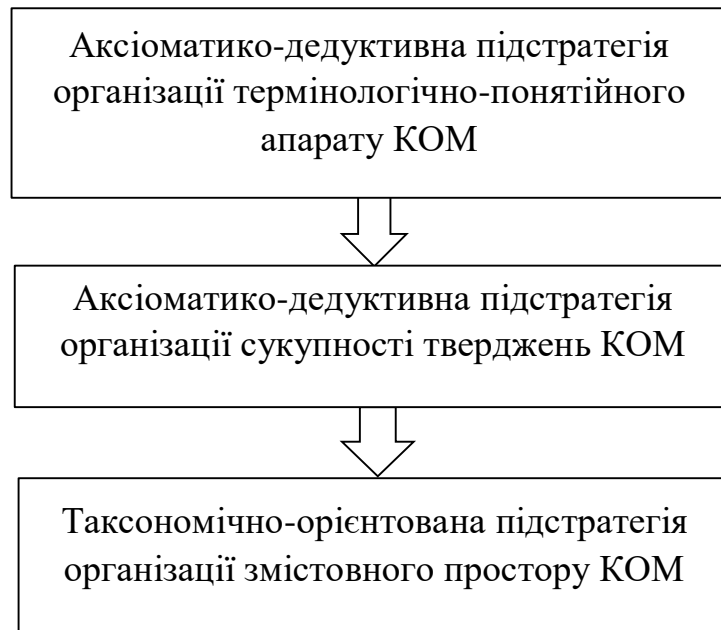 Аксіоматико-дедуктивна підстратегія
організації термінологічно-понятійного
апарату КОМ
Аксіоматико-дедуктивна підстратегія
організації сукупності тверджень КОМ
Таксономічно-орієнтована підстратегія
організації змістовного простору КОМ